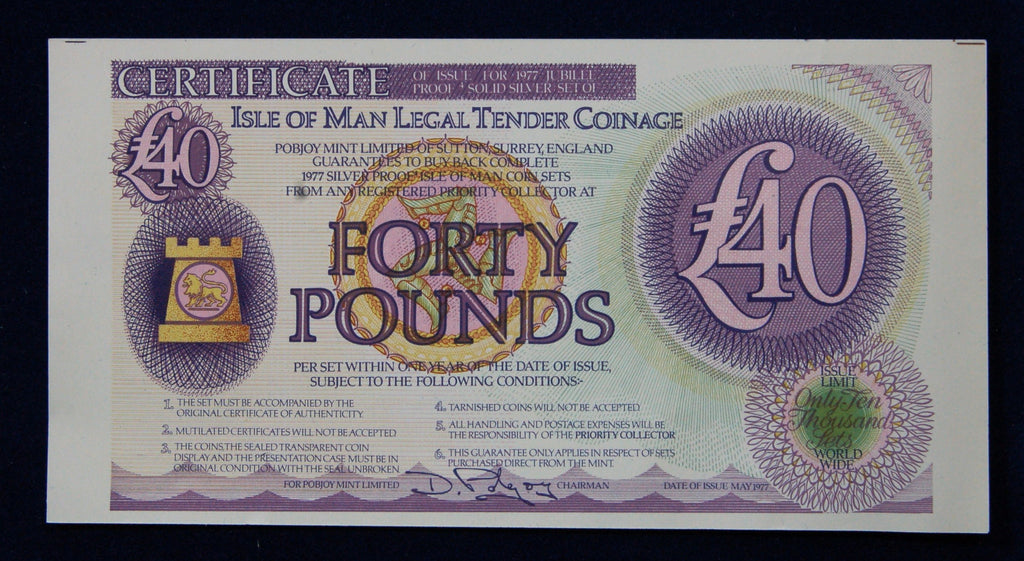 CERTIFICATE OF ISSUE FOR 1977 JUBILEE
PROOF + SOLID SILVER SET OF
ISLE OF MAN LEGAL TENDER COINAGE
£40
POBJOY MINT LIMITED OF SUTTON, SURREY, ENGLAND
GUARANTEES TO BUY BACK COMPLETE
1977 SILVER PROOF ISLE OF MAN COIN SETS
FROM ANY REGISTERED PRIORITY COLLECTOR AT
FORTY
POUNDS
£40
PER SET WITHIN ONE YEAR OF THE DATE OF ISSUE,
SUBJECT TO THE FOLLOWING CONDITIONS:-
1. THE SET MUST BE ACCOMPANIED BY THE
ORIGINAL CERTIFICATE OF AUTHENTICITY
2. MUTILATED CERTIFICATES WILL NOT BE ACCEPTED
3. THE COINS, THE SEALED TRANSPARENT COIN
DISPLAY AND THE PRESENTATION CASE MUST BE IN
ORIGINAL CONDITION WITH THE SEAL UNBROKEN
4. TARNISHED COINS WILL NOT BE ACCEPTED
5. ALL HANDLING AND POSTAGE EXPENSES WILL BE
THE RESPONSIBILITY OF THE PRIORITY COLLECTOR
6. THIS GUARANTEE ONLY APPLIES IN RESPECT OF SETS
PURCHASED DIRECT FROM THE MINT.
ISSUE
LIMIT
Only Ten
Thousand
Sets
WORLD
WIDE
FOR POBJOY MINT LIMITED D. Pobjoy CHAIRMAN DATE OF ISSUE MAY 1977